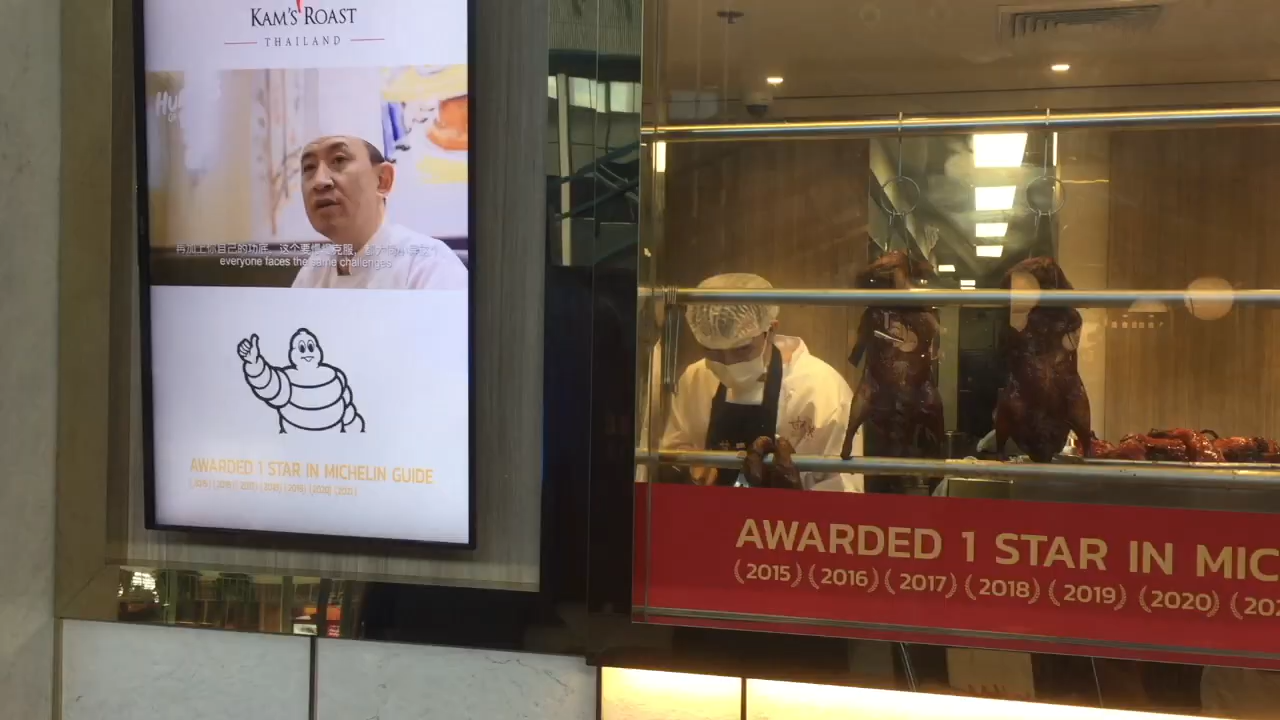 KAM'S ROAST
THAILAND
everyone faces the same challenges
AWARDED 1 STAR IN MICHELIN GUIDE
AWARDED 1 STAR IN MIC
(2015) (2016) (2017) (2018) (2019) (2020) (202